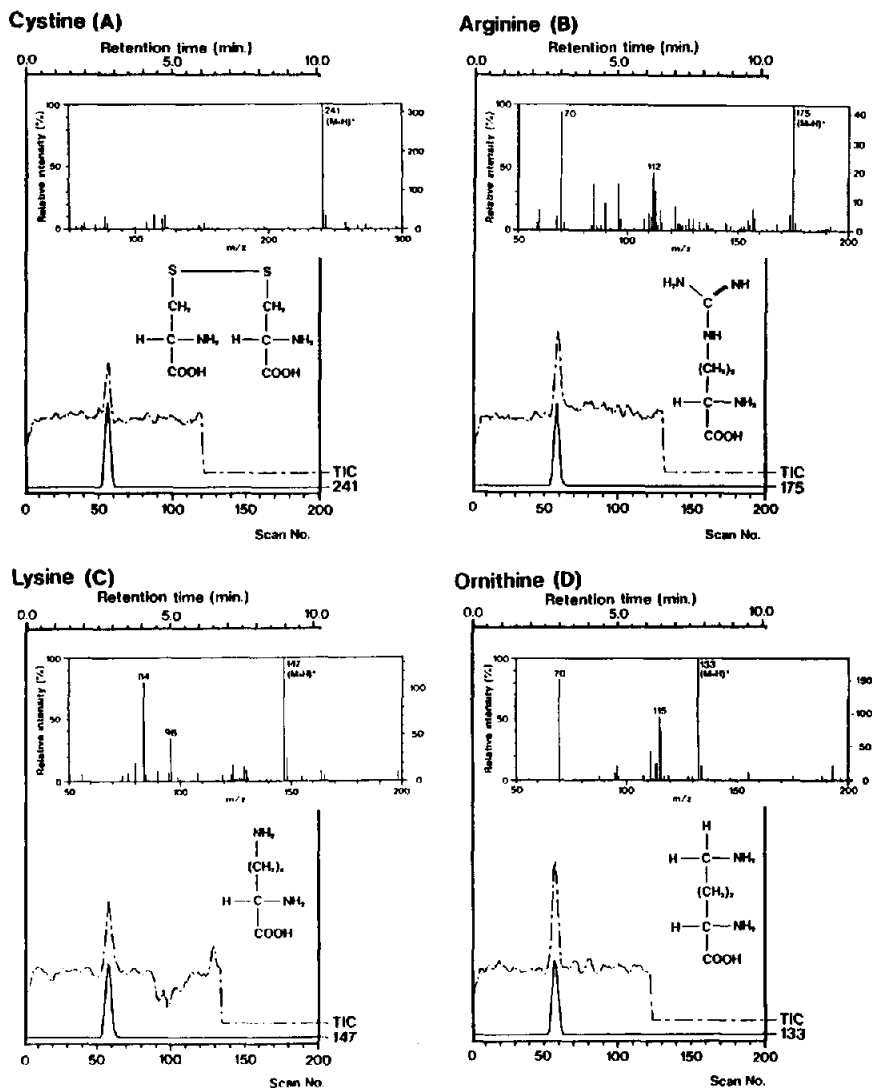 Cystine (A)
Retention time (min.)
0.0 5.0 10.0
Relative intensity (%)
100
50
0
241
(M+H)⁺
300
200
100
0
100 200 300
m/z
S S
CH₂ CH₂
H C NH₂ H C NH₂
COOH COOH
TIC
241
0 50 100 150 200
Scan No.
Arginine (B)
Retention time (min.)
0.0 5.0 10.0
Relative intensity (%)
100
50
0
70
112
175
(M+H)⁺
40
30
20
10
0
50 100 150 200
m/z
H₂N NH
C
NH
(CH₂)₃
H C NH₂
COOH
TIC
175
0 50 100 150 200
Scan No.
Lysine (C)
Retention time (min.)
0.0 5.0 10.0
Relative intensity (%)
100
50
0
84
147
(M+H)⁺
100
50
0
50 100 150 200
m/z
NH₂
(CH₂)₄
H C NH₂
COOH
TIC
147
0 50 100 150 200
Scan No.
Ornithine (D)
Retention time (min.)
0.0 5.0 10.0
Relative intensity (%)
100
50
0
70
115
133
(M+H)⁺
150
100
50
0
50 100 150 200
m/z
H
H C NH₂
(CH₂)₂
H C NH₂
COOH
TIC
133
0 50 100 150 200
Scan No.